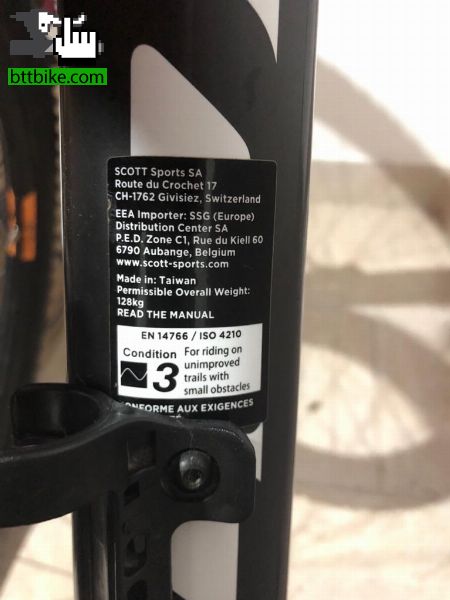 bttbike.com
SCOTT Sports SA
Route du Crochet 17
CH-1762 Givisiez, Switzerland
EEA Importer: SSG (Europe)
Distribution Center SA
P.E.D. Zone C1, Rue du Kiell 60
6790 Aubange, Belgium
www.scott-sports.com
Made in: Taiwan
Permissible Overall Weight:
128kg
READ THE MANUAL
EN 14766 / ISO 4210
Condition 3
For riding on
unimproved
trails with
small obstacles
CONFORME AUX EXIGENCES